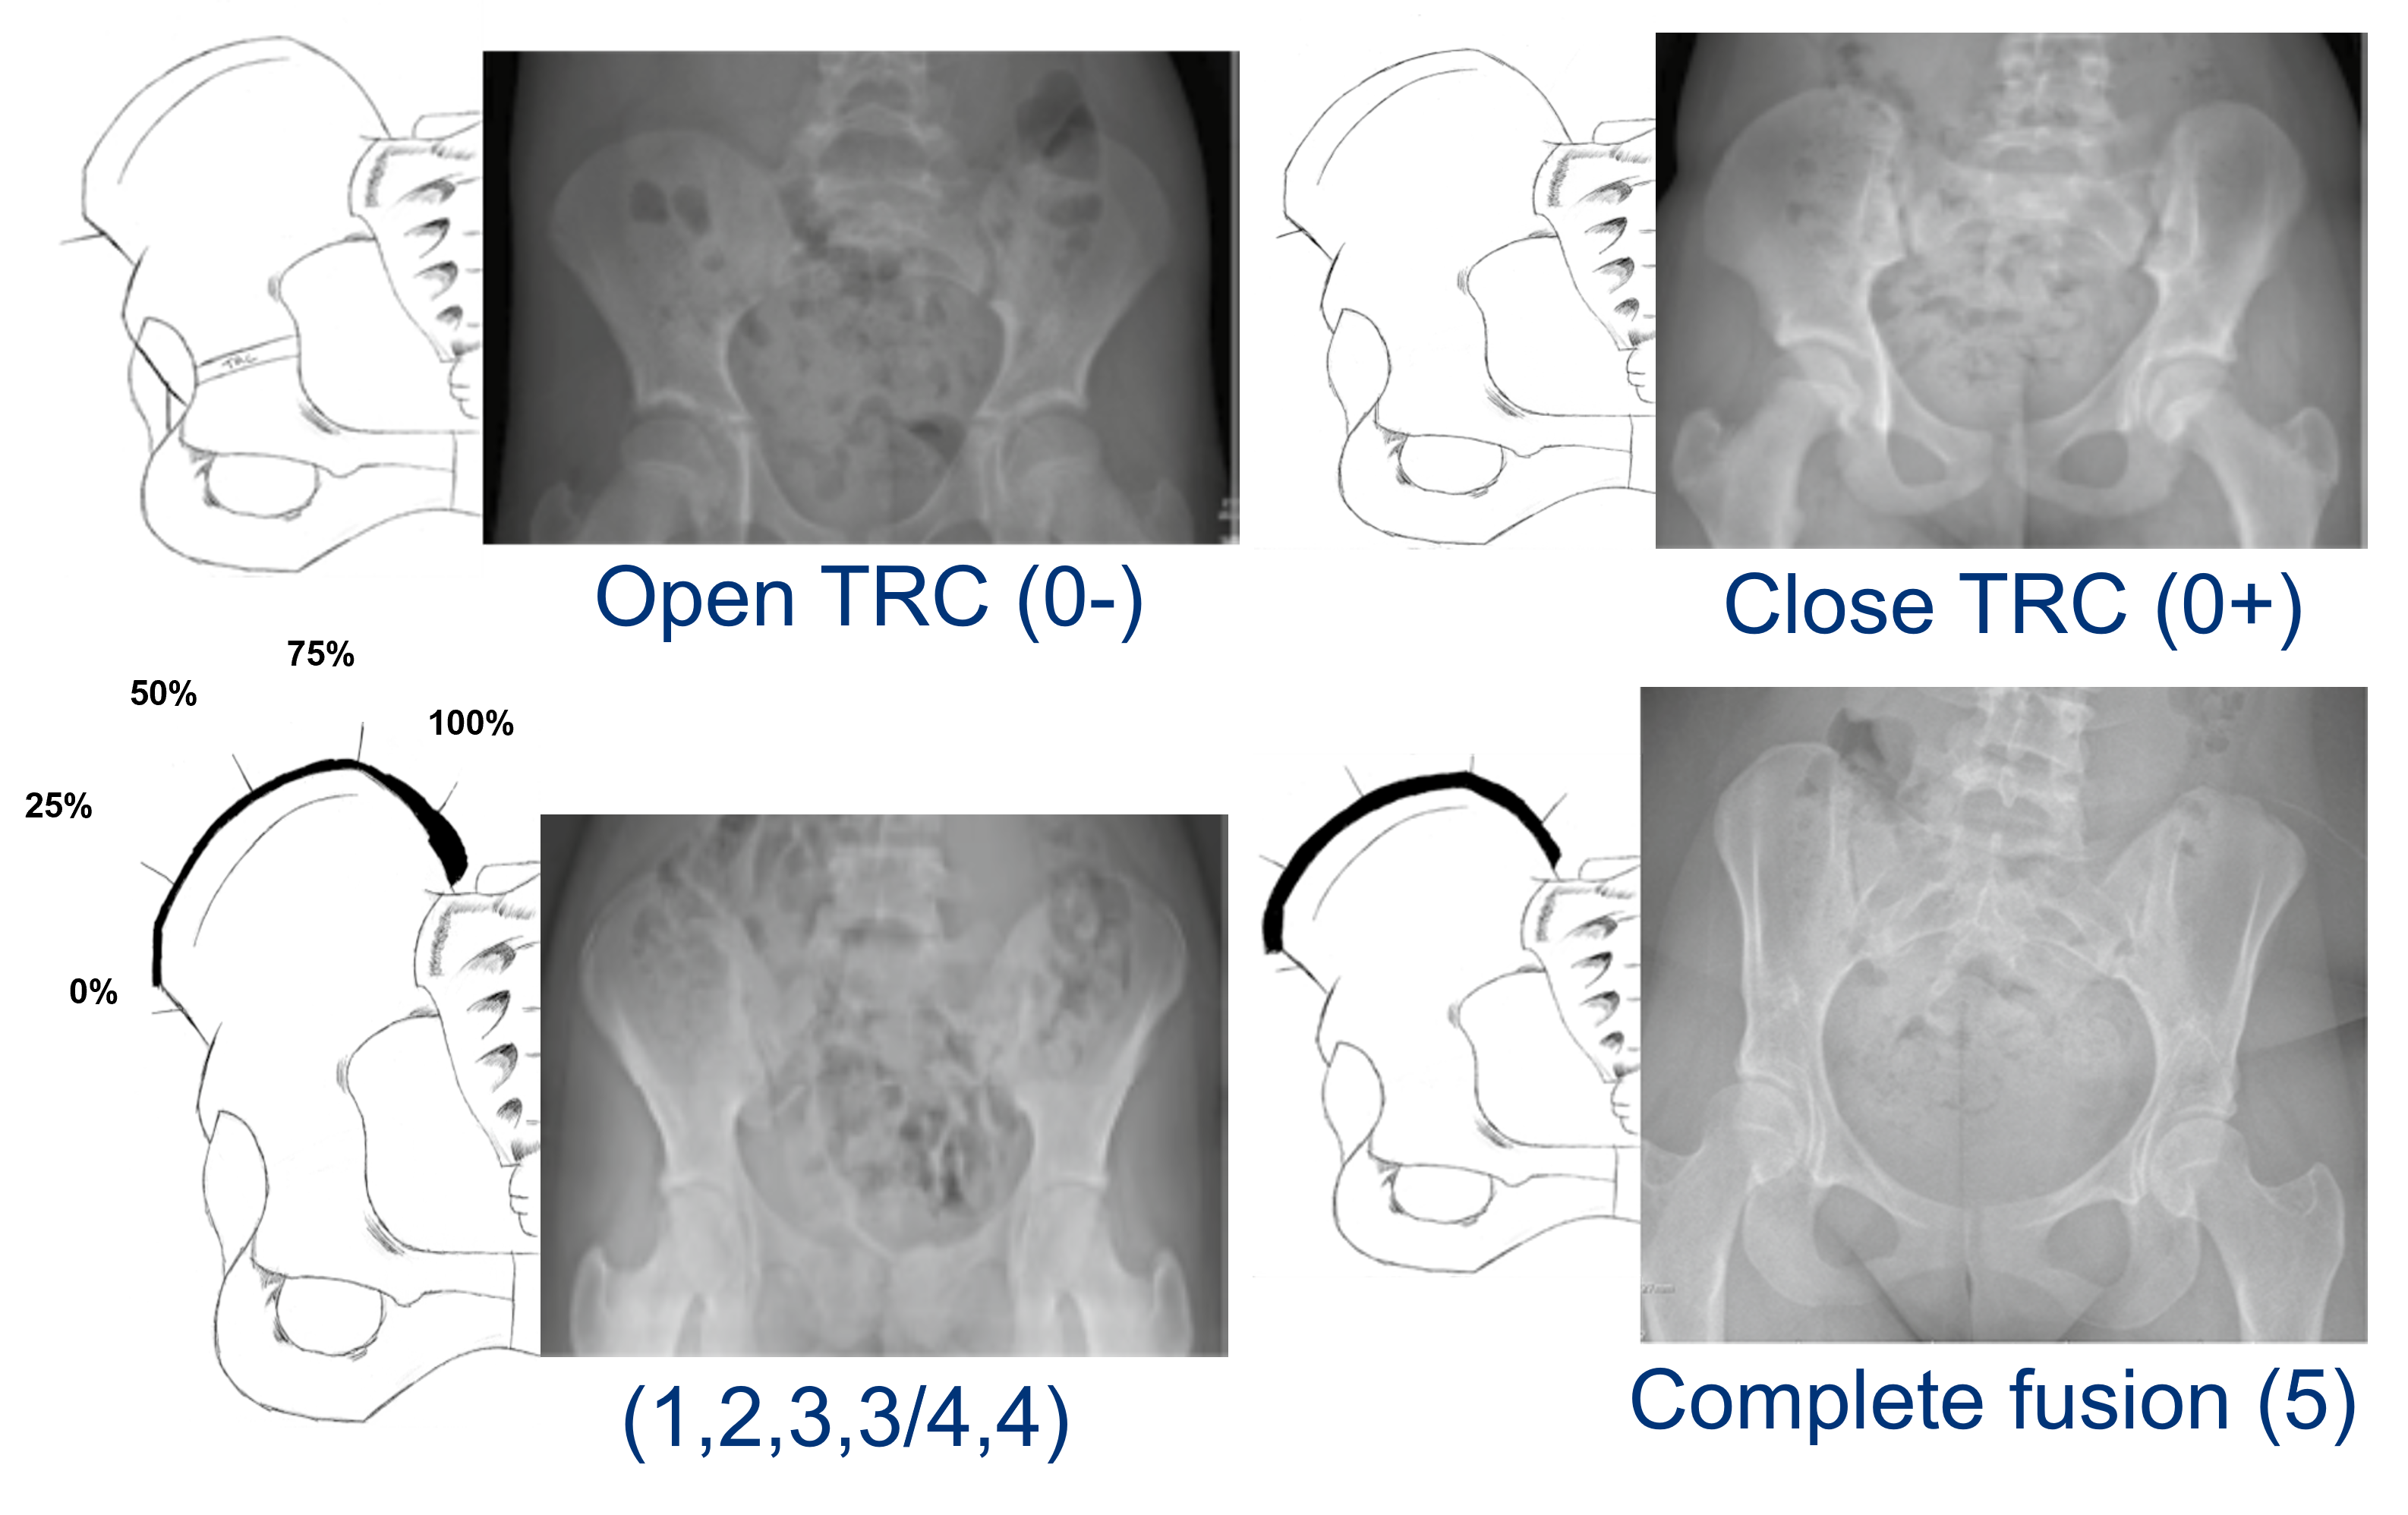 TRC
Open TRC (0-)
Close TRC (0+)
75%
50%
100%
25%
0%
(1,2,3,3/4,4)
Complete fusion (5)